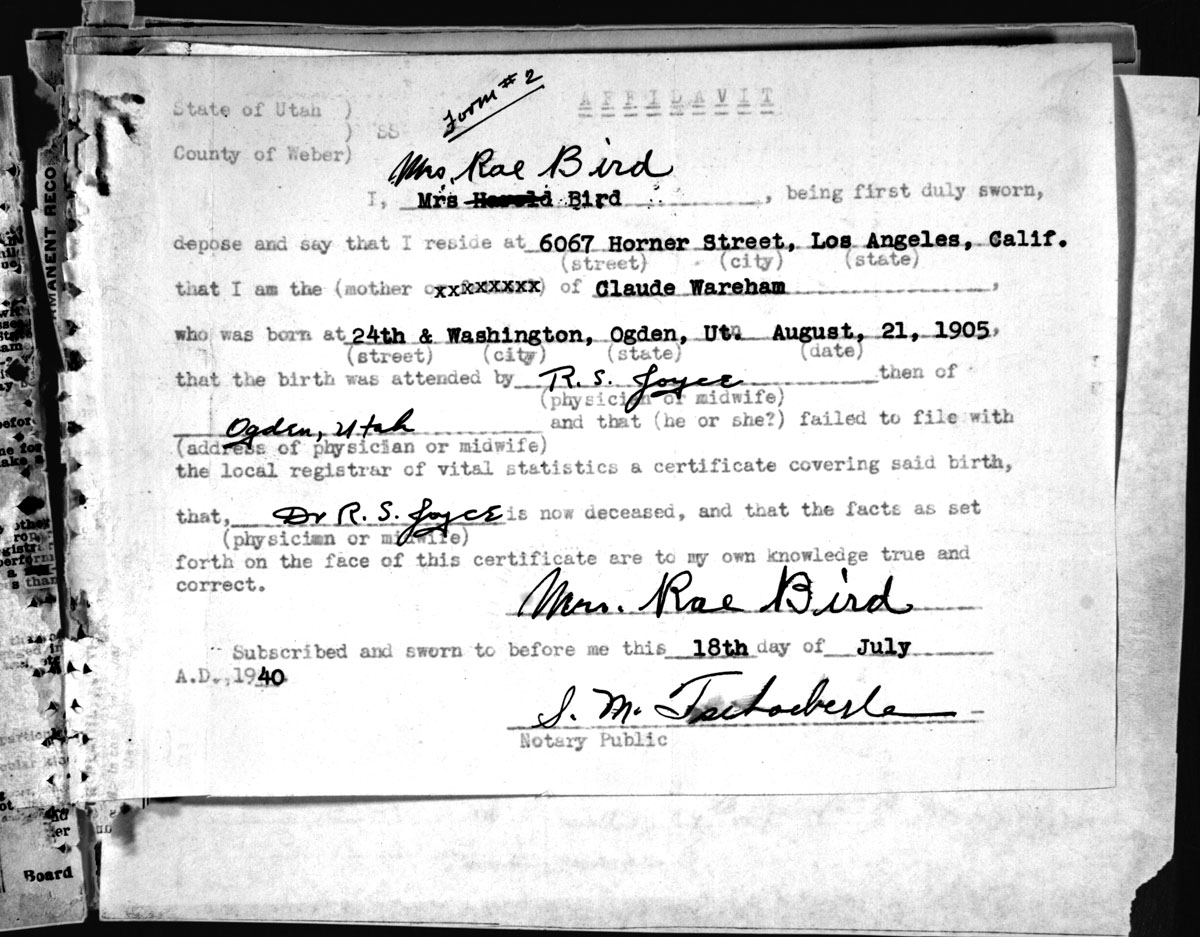 Form #2
AFFIDAVIT
State of Utah )
) SS
County of Weber)
Mrs. Rae Bird
I, Mrs Harold Bird, being first duly sworn,
depose and say that I reside at 6067 Horner Street, Los Angeles, Calif.
(street) (city) (state)
that I am the (mother oxxxxxxxxx) of Claude Wareham,
who was born at 24th & Washington, Ogden, Ut. August, 21, 1905,
(street) (city) (state) (date)
that the birth was attended by R. S. Joyce then of
(physician or midwife)
Ogden, Utah and that (he or she?) failed to file with
(address of physician or midwife)
the local registrar of vital statistics a certificate covering said birth,
that, Dr R. S. Joyce is now deceased, and that the facts as set
(physician or midwife)
forth on the face of this certificate are to my own knowledge true and
correct.
Mrs. Rae Bird
Subscribed and sworn to before me this 18th day of July
A.D., 1940
S. M. Tschaeberle
Notary Public
MANENT RECO
Board